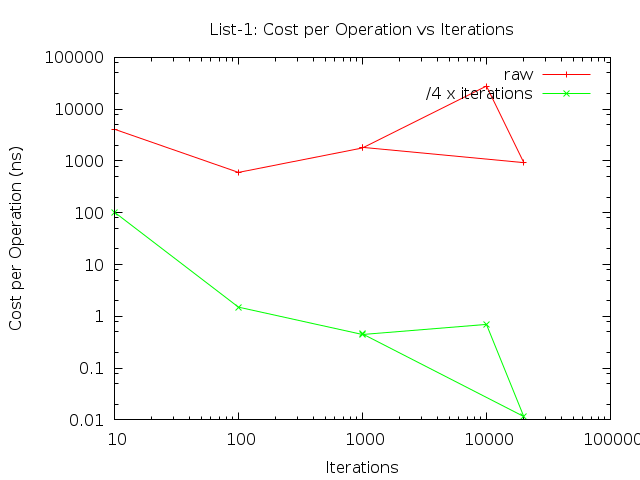 List-1: Cost per Operation vs Iterations
100000
10000
1000
100
10
1
0.1
0.01
Cost per Operation (ns)
raw
/4 x iterations
10
100
1000
10000
100000
Iterations